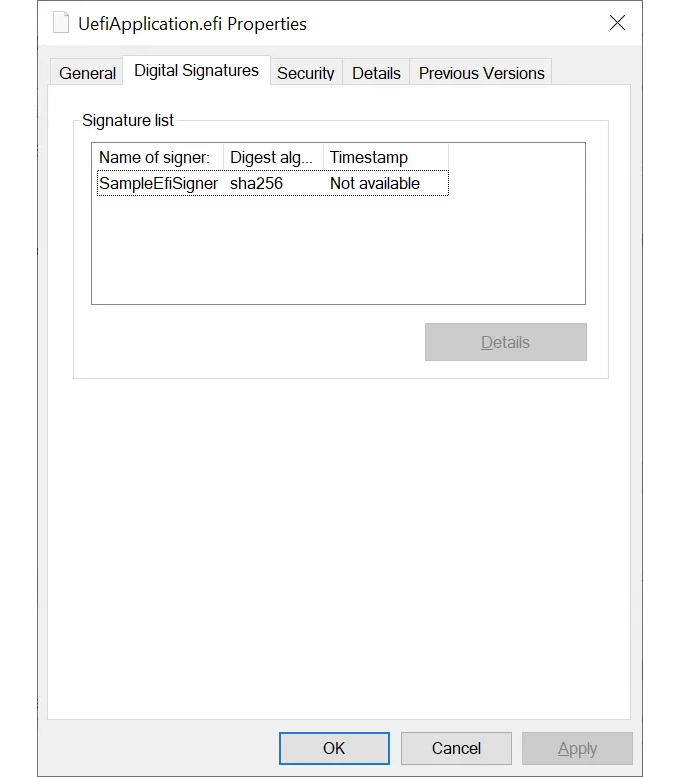 UefiApplication.efi Properties
General Digital Signatures Security Details Previous Versions
Signature list
Name of signer: Digest alg... Timestamp
SampleEfiSigner sha256 Not available
Details
OK Cancel Apply